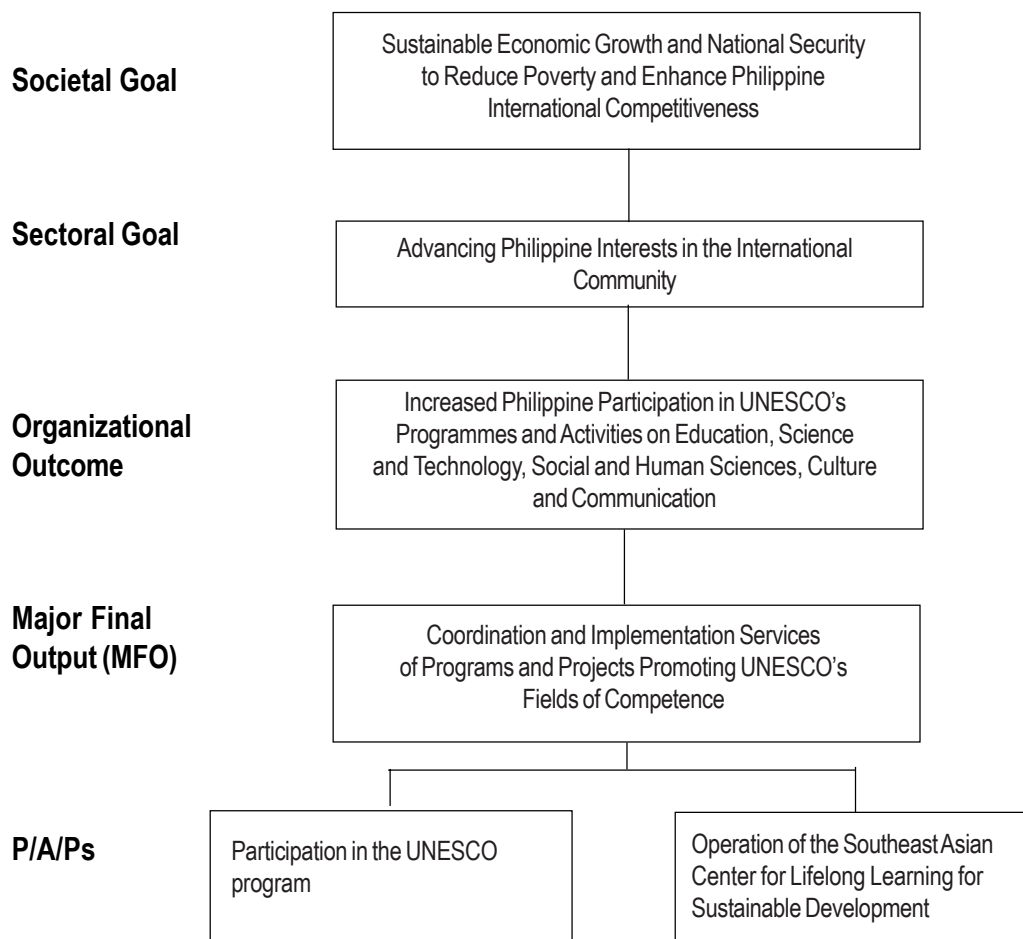 Societal Goal
Sustainable Economic Growth and National Security
to Reduce Poverty and Enhance Philippine
International Competitiveness
Sectoral Goal
Advancing Philippine Interests in the International
Community
Organizational
Outcome
Increased Philippine Participation in UNESCO’s
Programmes and Activities on Education, Science
and Technology, Social and Human Sciences, Culture
and Communication
Major Final
Output (MFO)
Coordination and Implementation Services
of Programs and Projects Promoting UNESCO’s
Fields of Competence
P/A/Ps
Participation in the UNESCO
program
Operation of the Southeast Asian
Center for Lifelong Learning for
Sustainable Development